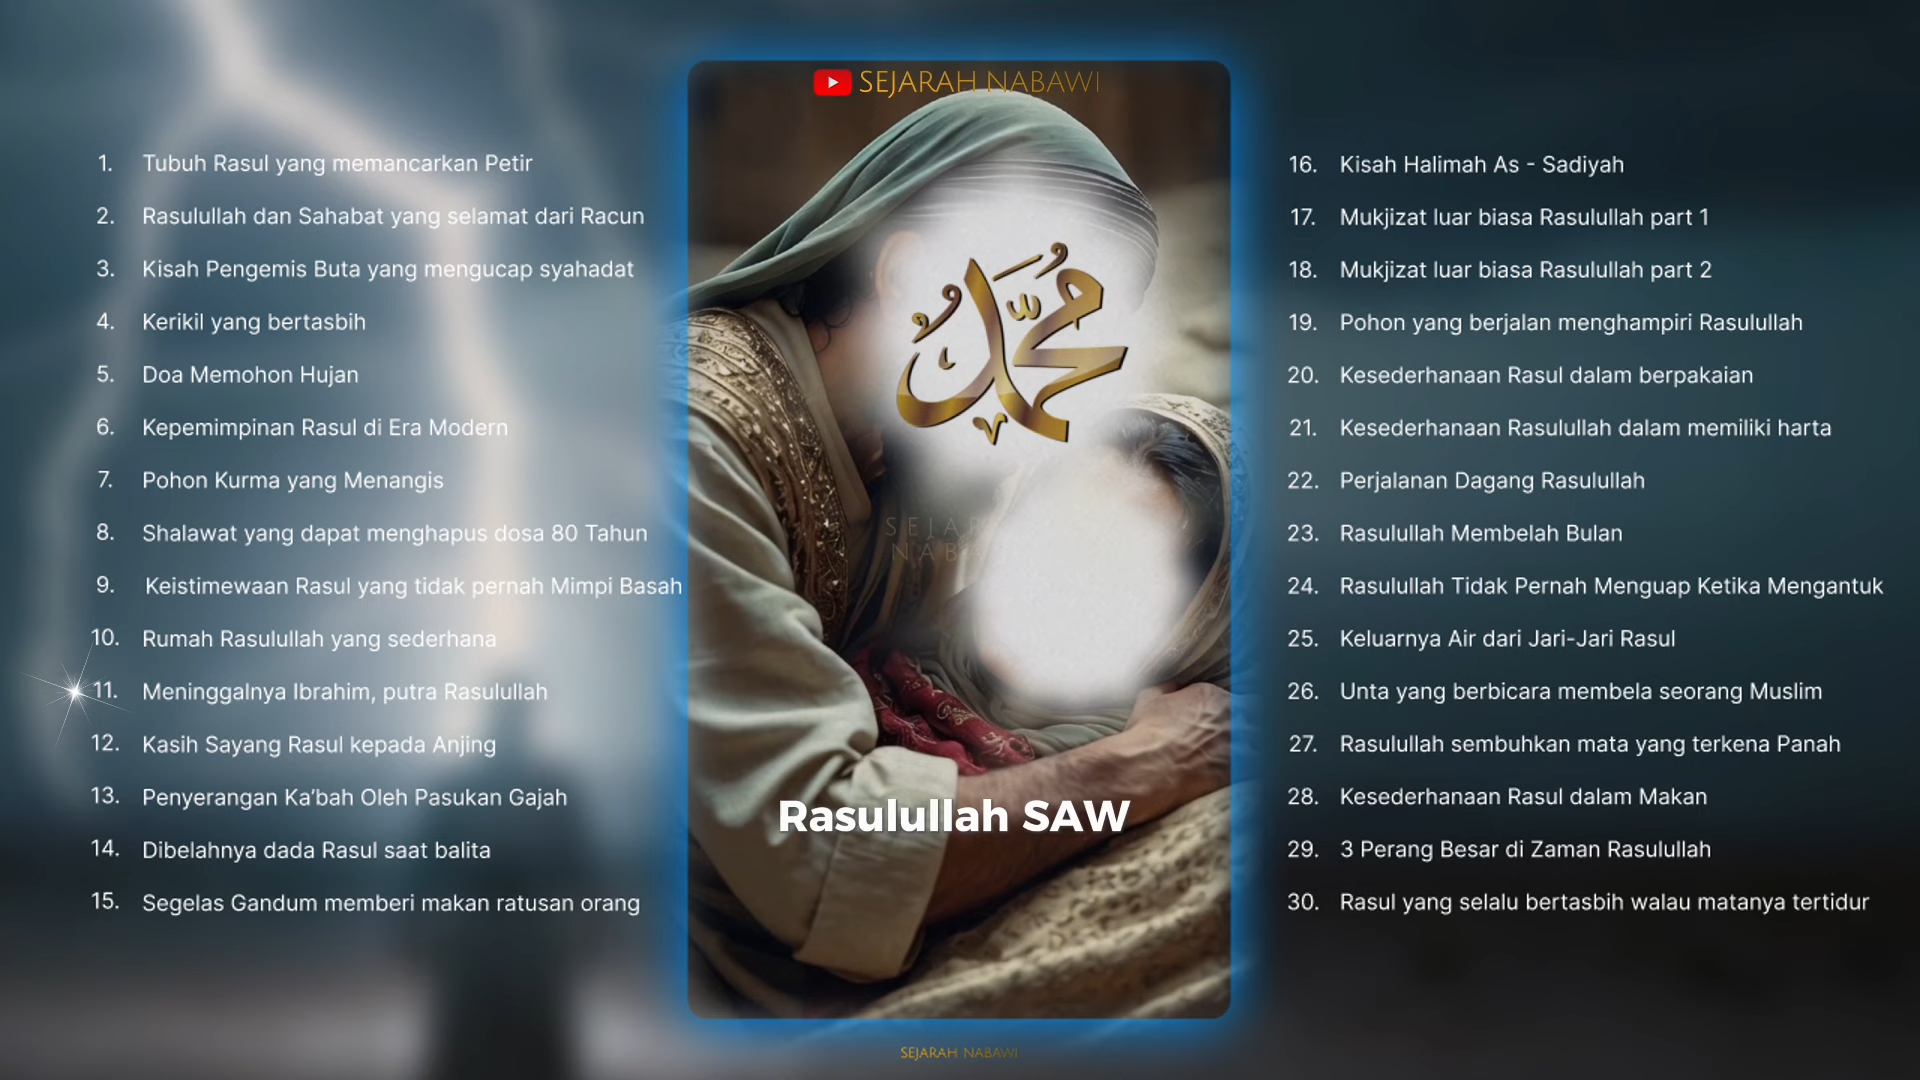 SEJARAH NABAWI
1. Tubuh Rasul yang memancarkan Petir
2. Rasulullah dan Sahabat yang selamat dari Racun
3. Kisah Pengemis Buta yang mengucap syahadat
4. Kerikil yang bertasbih
5. Doa Memohon Hujan
6. Kepemimpinan Rasul di Era Modern
7. Pohon Kurma yang Menangis
8. Shalawat yang dapat menghapus dosa 80 Tahun
9. Keistimewaan Rasul yang tidak pernah Mimpi Basah
10. Rumah Rasulullah yang sederhana
11. Meninggalnya Ibrahim, putra Rasulullah
12. Kasih Sayang Rasul kepada Anjing
13. Penyerangan Ka’bah Oleh Pasukan Gajah
14. Dibelahnya dada Rasul saat balita
15. Segelas Gandum memberi makan ratusan orang
محمد
Rasulullah SAW
16. Kisah Halimah As - Sadiyah
17. Mukjizat luar biasa Rasulullah part 1
18. Mukjizat luar biasa Rasulullah part 2
19. Pohon yang berjalan menghampiri Rasulullah
20. Kesederhanaan Rasul dalam berpakaian
21. Kesederhanaan Rasulullah dalam memiliki harta
22. Perjalanan Dagang Rasulullah
23. Rasulullah Membelah Bulan
24. Rasulullah Tidak Pernah Menguap Ketika Mengantuk
25. Keluarnya Air dari Jari-Jari Rasul
26. Unta yang berbicara membela seorang Muslim
27. Rasulullah sembuhkan mata yang terkena Panah
28. Kesederhanaan Rasul dalam Makan
29. 3 Perang Besar di Zaman Rasulullah
30. Rasul yang selalu bertasbih walau matanya tertidur
SEJARAH NABAWI